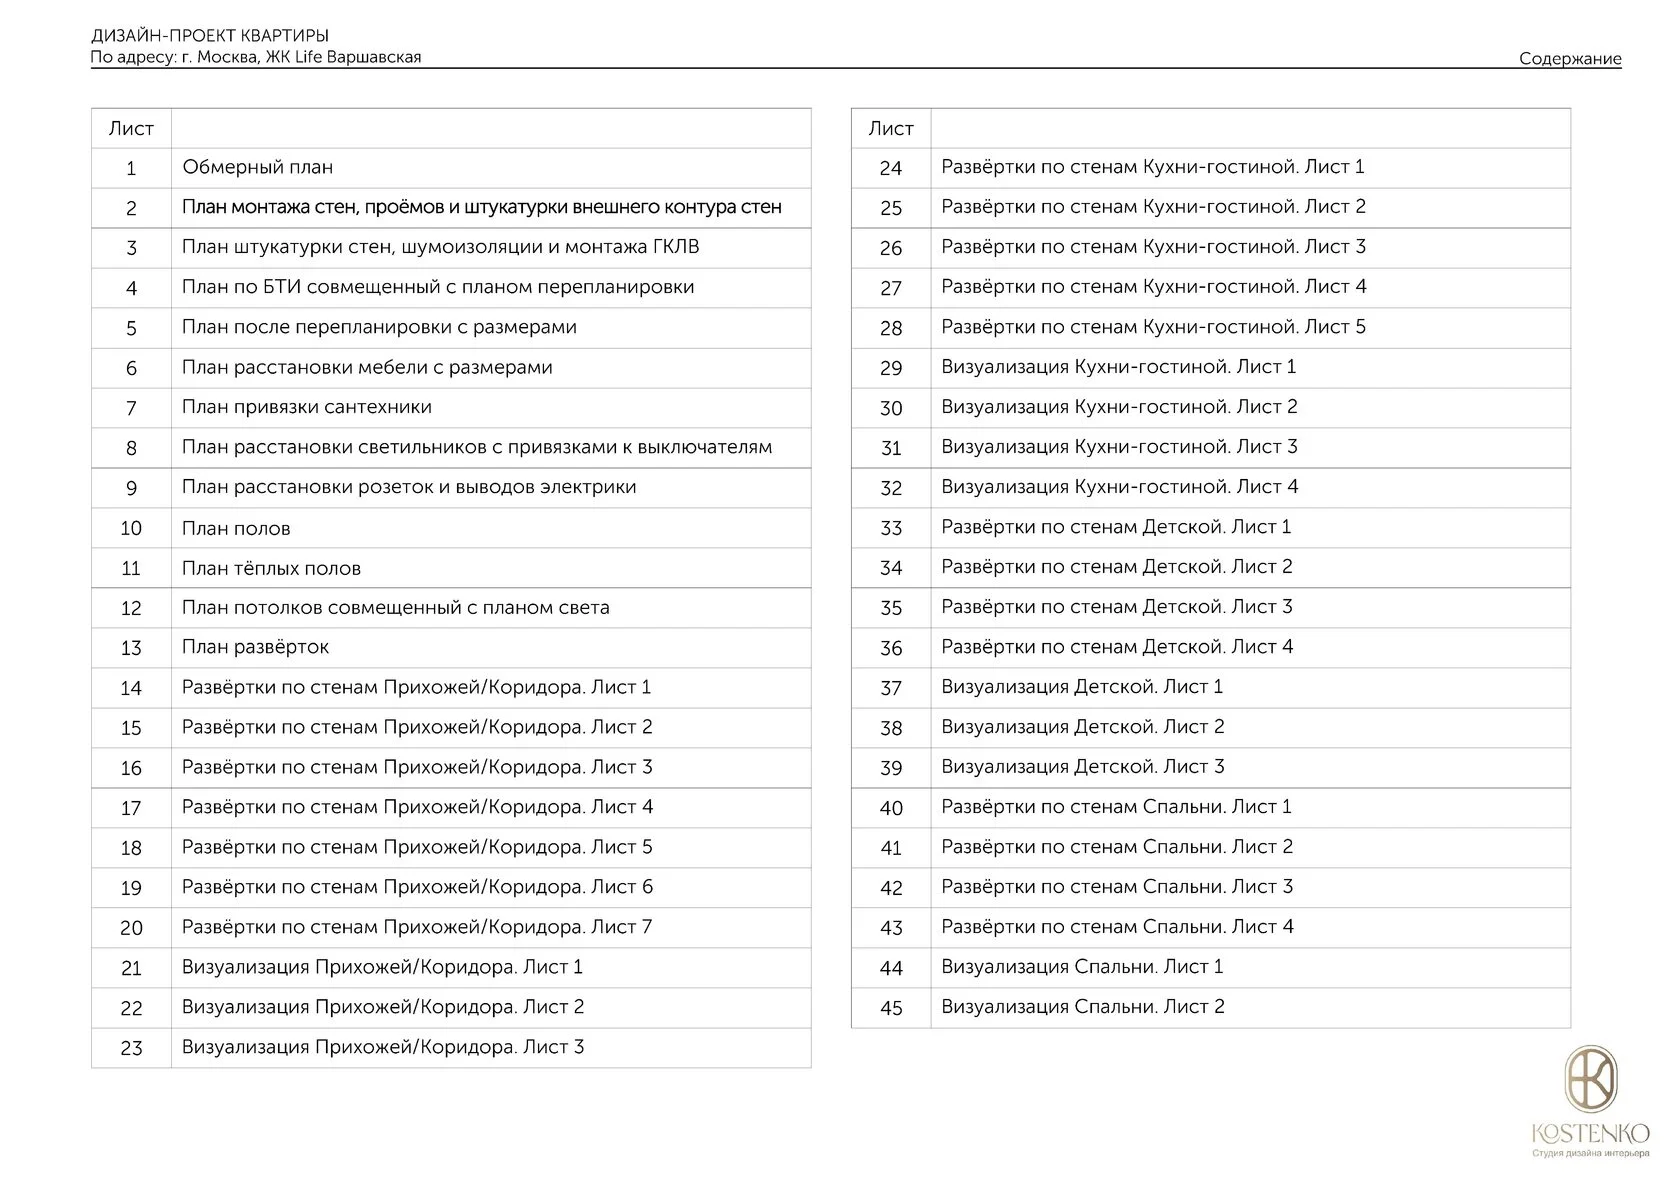 ДИЗАЙН-ПРОЕКТ КВАРТИРЫ
По адресу: г. Москва, ЖК Life Варшавская
Содержание
Лист
1 Обмерный план
2 План монтажа стен, проёмов и штукатурки внешнего контура стен
3 План штукатурки стен, шумоизоляции и монтажа ГКЛВ
4 План по БТИ совмещенный с планом перепланировки
5 План после перепланировки с размерами
6 План расстановки мебели с размерами
7 План привязки сантехники
8 План расстановки светильников с привязками к выключателям
9 План расстановки розеток и выводов электрики
10 План полов
11 План тёплых полов
12 План потолков совмещенный с планом света
13 План развёрток
14 Развёртки по стенам Прихожей/Коридора. Лист 1
15 Развёртки по стенам Прихожей/Коридора. Лист 2
16 Развёртки по стенам Прихожей/Коридора. Лист 3
17 Развёртки по стенам Прихожей/Коридора. Лист 4
18 Развёртки по стенам Прихожей/Коридора. Лист 5
19 Развёртки по стенам Прихожей/Коридора. Лист 6
20 Развёртки по стенам Прихожей/Коридора. Лист 7
21 Визуализация Прихожей/Коридора. Лист 1
22 Визуализация Прихожей/Коридора. Лист 2
23 Визуализация Прихожей/Коридора. Лист 3
Лист
24 Развёртки по стенам Кухни-гостиной. Лист 1
25 Развёртки по стенам Кухни-гостиной. Лист 2
26 Развёртки по стенам Кухни-гостиной. Лист 3
27 Развёртки по стенам Кухни-гостиной. Лист 4
28 Развёртки по стенам Кухни-гостиной. Лист 5
29 Визуализация Кухни-гостиной. Лист 1
30 Визуализация Кухни-гостиной. Лист 2
31 Визуализация Кухни-гостиной. Лист 3
32 Визуализация Кухни-гостиной. Лист 4
33 Развёртки по стенам Детской. Лист 1
34 Развёртки по стенам Детской. Лист 2
35 Развёртки по стенам Детской. Лист 3
36 Развёртки по стенам Детской. Лист 4
37 Визуализация Детской. Лист 1
38 Визуализация Детской. Лист 2
39 Визуализация Детской. Лист 3
40 Развёртки по стенам Спальни. Лист 1
41 Развёртки по стенам Спальни. Лист 2
42 Развёртки по стенам Спальни. Лист 3
43 Развёртки по стенам Спальни. Лист 4
44 Визуализация Спальни. Лист 1
45 Визуализация Спальни. Лист 2
KOSTENKO
Студия дизайна интерьера